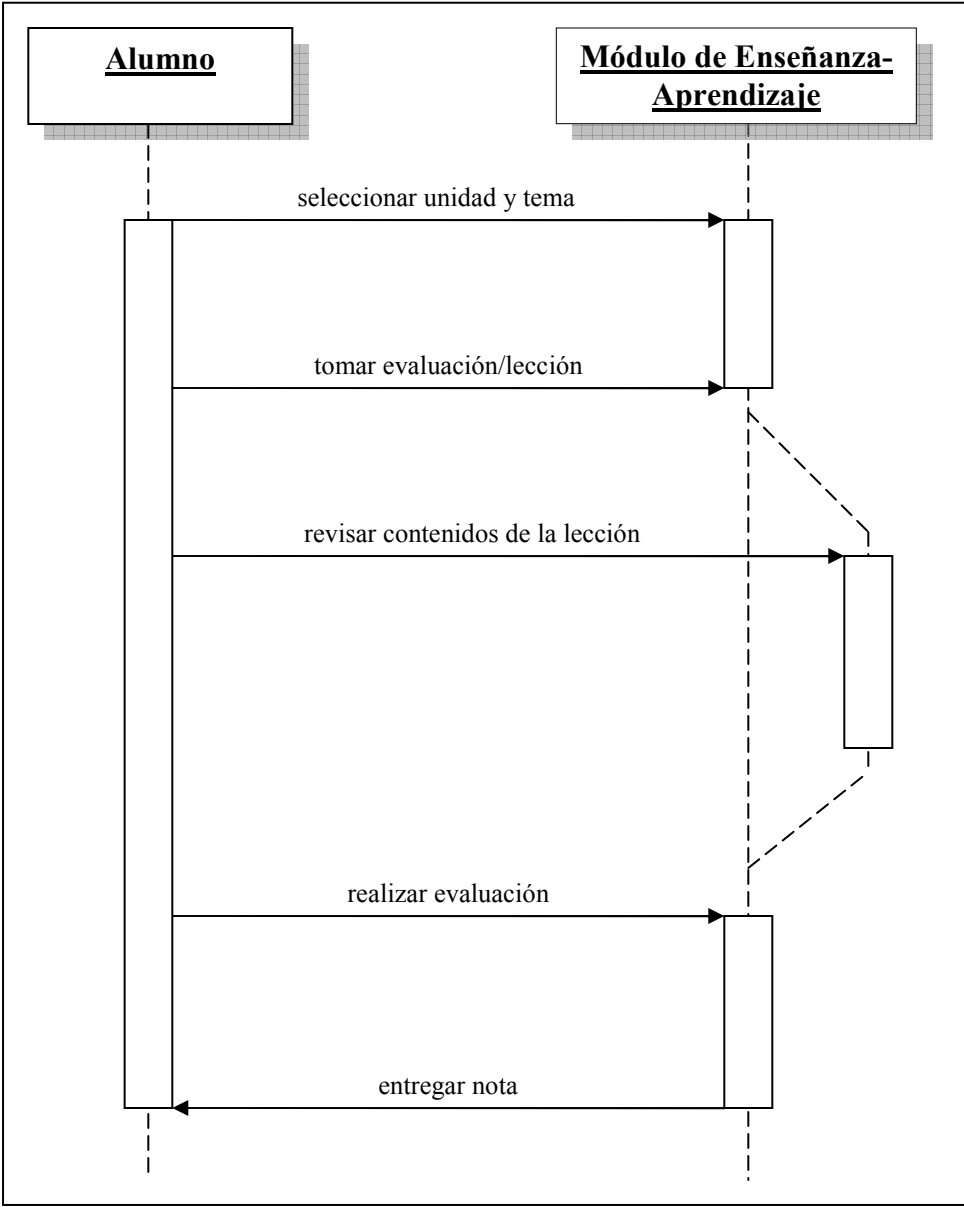 Alumno
Módulo de Enseñanza-
Aprendizaje
seleccionar unidad y tema
tomar evaluación/lección
revisar contenidos de la lección
realizar evaluación
entregar nota